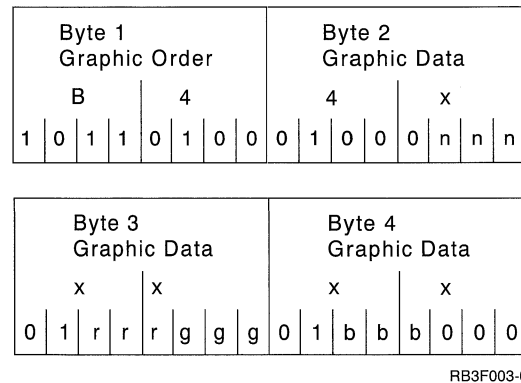 Byte 1 Byte 2
Graphic Order Graphic Data
B 4 4 x
1 0 1 1 0 1 0 0 0 1 0 0 0 n n n
Byte 3 Byte 4
Graphic Data Graphic Data
x x x x
0 1 r r r g g g 0 1 b b b 0 0 0